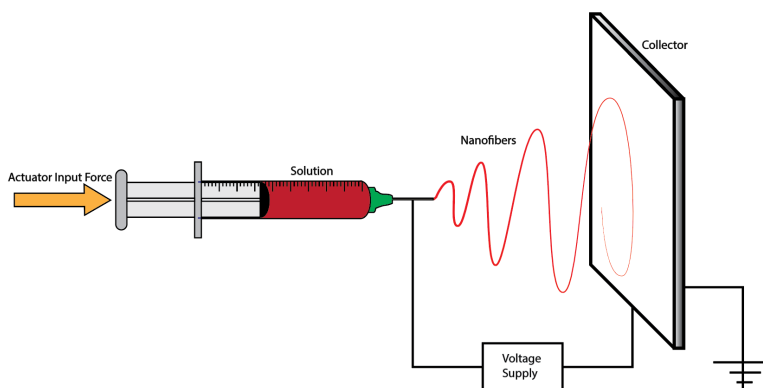 Collector
Nanofibers
Solution
Actuator Input Force
Voltage
Supply